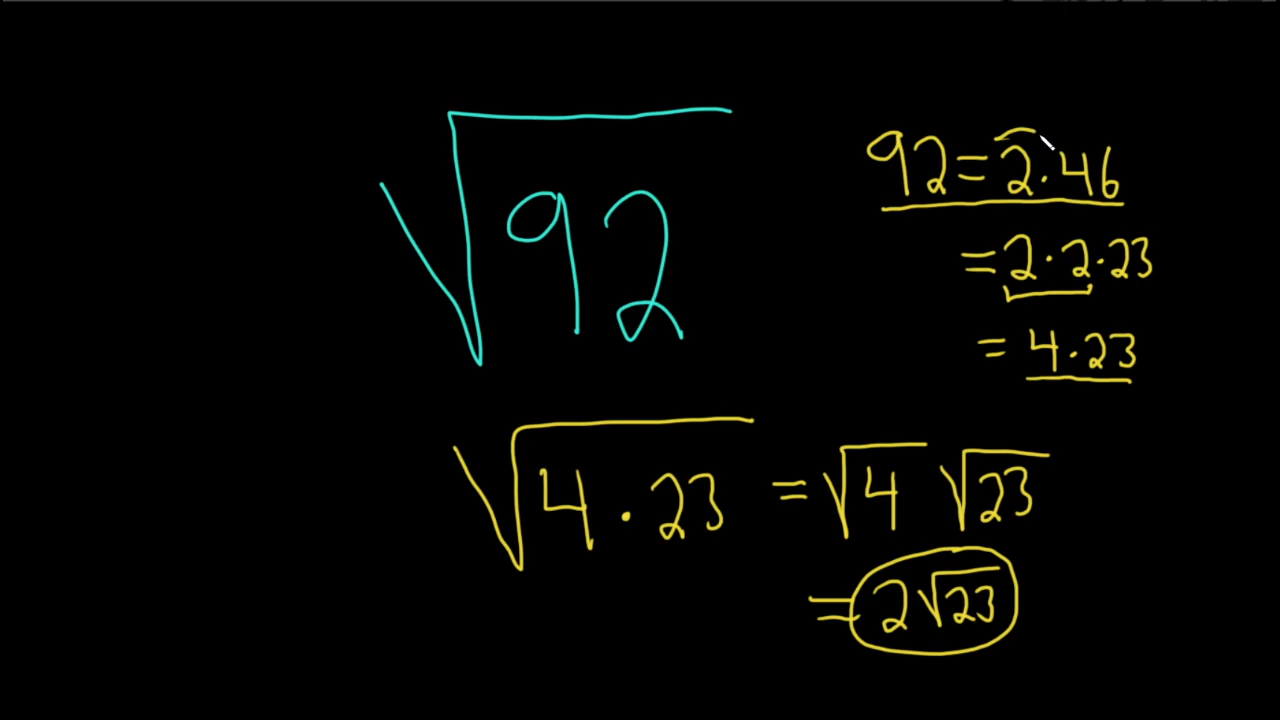 √92
92 = 2 · 46
= 2 · 2 · 23
= 4 · 23
√4 · 23 = √4 √23
= 2 √23